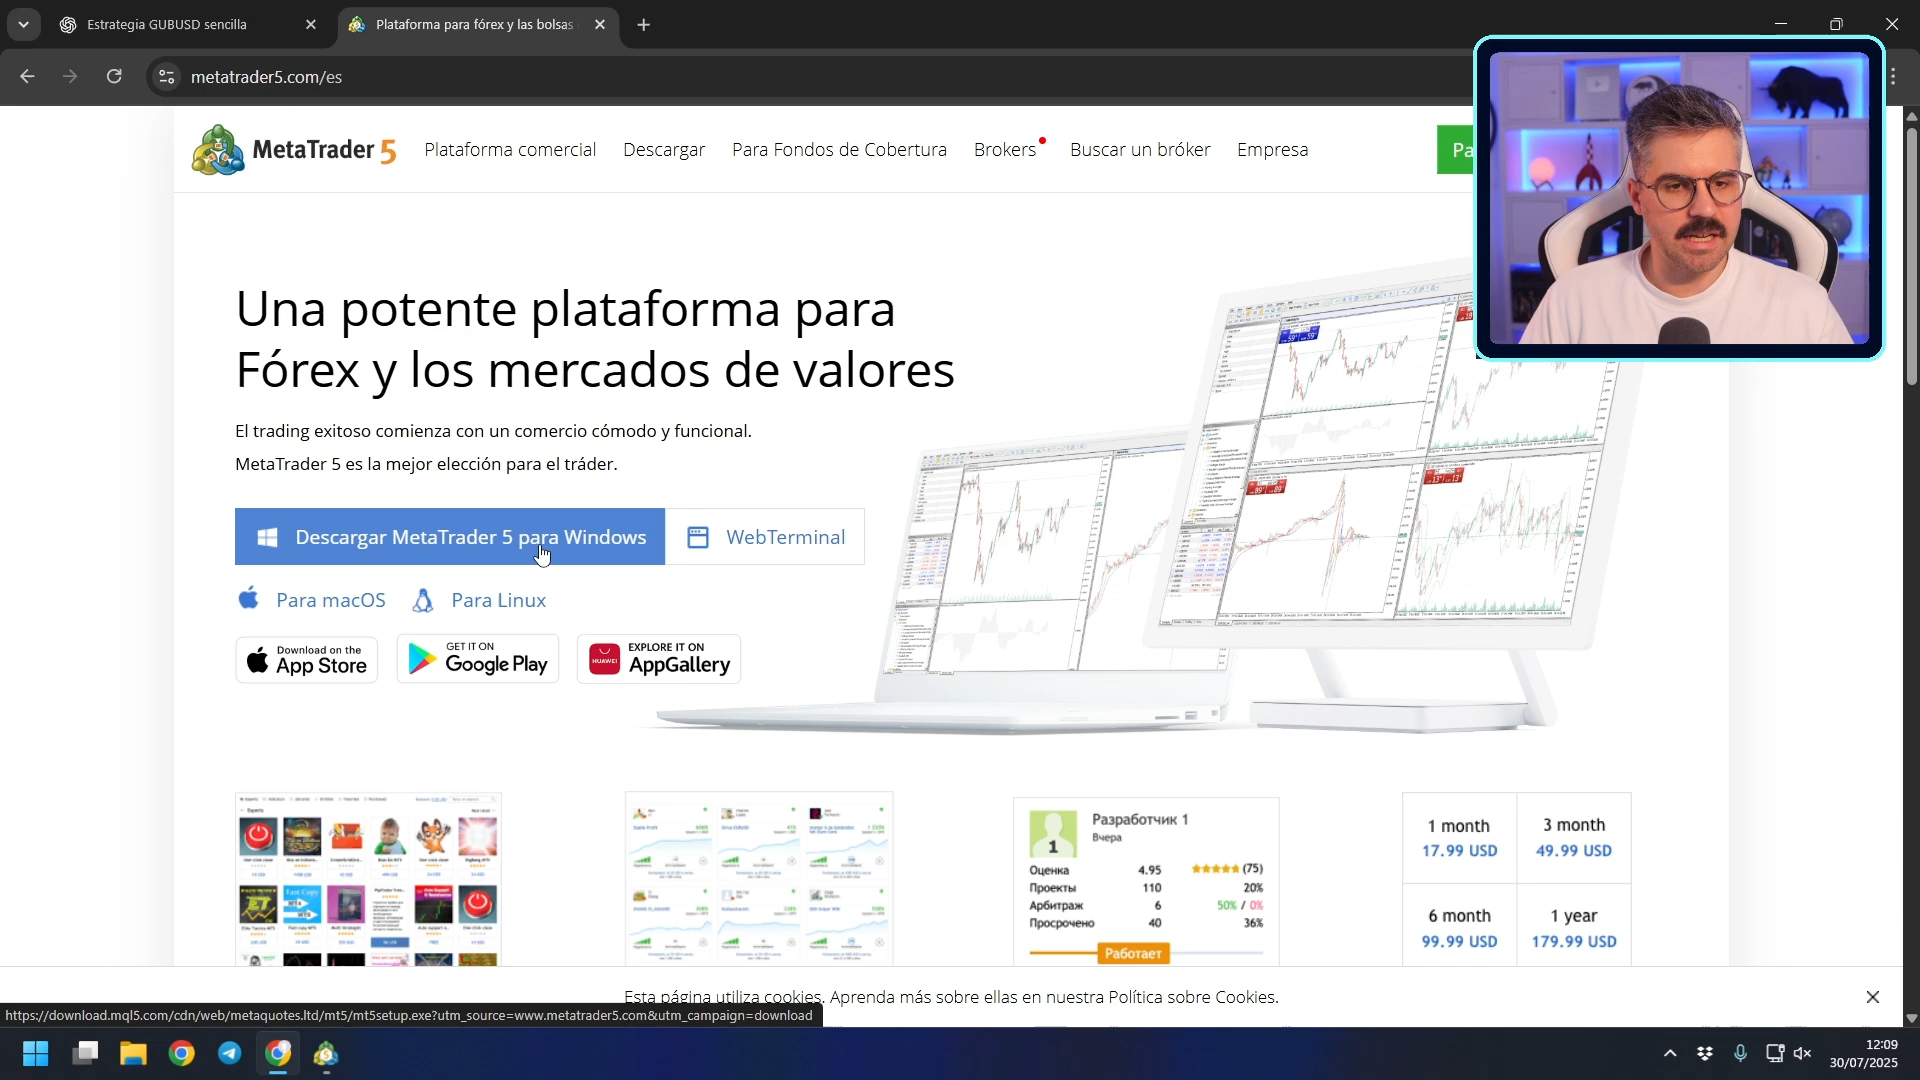 Estrategia GUBUSD sencilla
Plataforma para fórex y las bolsas
metatrader5.com/es
MetaTrader 5
Plataforma comercial
Descargar
Para Fondos de Cobertura
Brokers
Buscar un bróker
Empresa
Pa
Una potente plataforma para
Fórex y los mercados de valores
El trading exitoso comienza con un comercio cómodo y funcional.
MetaTrader 5 es la mejor elección para el tráder.
Descargar MetaTrader 5 para Windows
WebTerminal
Para macOS
Para Linux
Download on the
App Store
GET IT ON
Google Play
HUAWEI
EXPLORE IT ON
AppGallery
1
Разработчик 1
Вчера
Оценка 4.95 (75)
Проекты 110 20%
Арбитраж 6 50% / 0%
Просрочено 40 36%
Работает
1 month
17.99 USD
3 month
49.99 USD
6 month
99.99 USD
1 year
179.99 USD
Esta página utiliza cookies. Aprenda más sobre ellas en nuestra Política sobre Cookies.
https://download.mql5.com/cdn/web/metaquotes.ltd/mt5/mt5setup.exe?utm_source=www.metatrader5.com&utm_campaign=download
12:09
30/07/2025